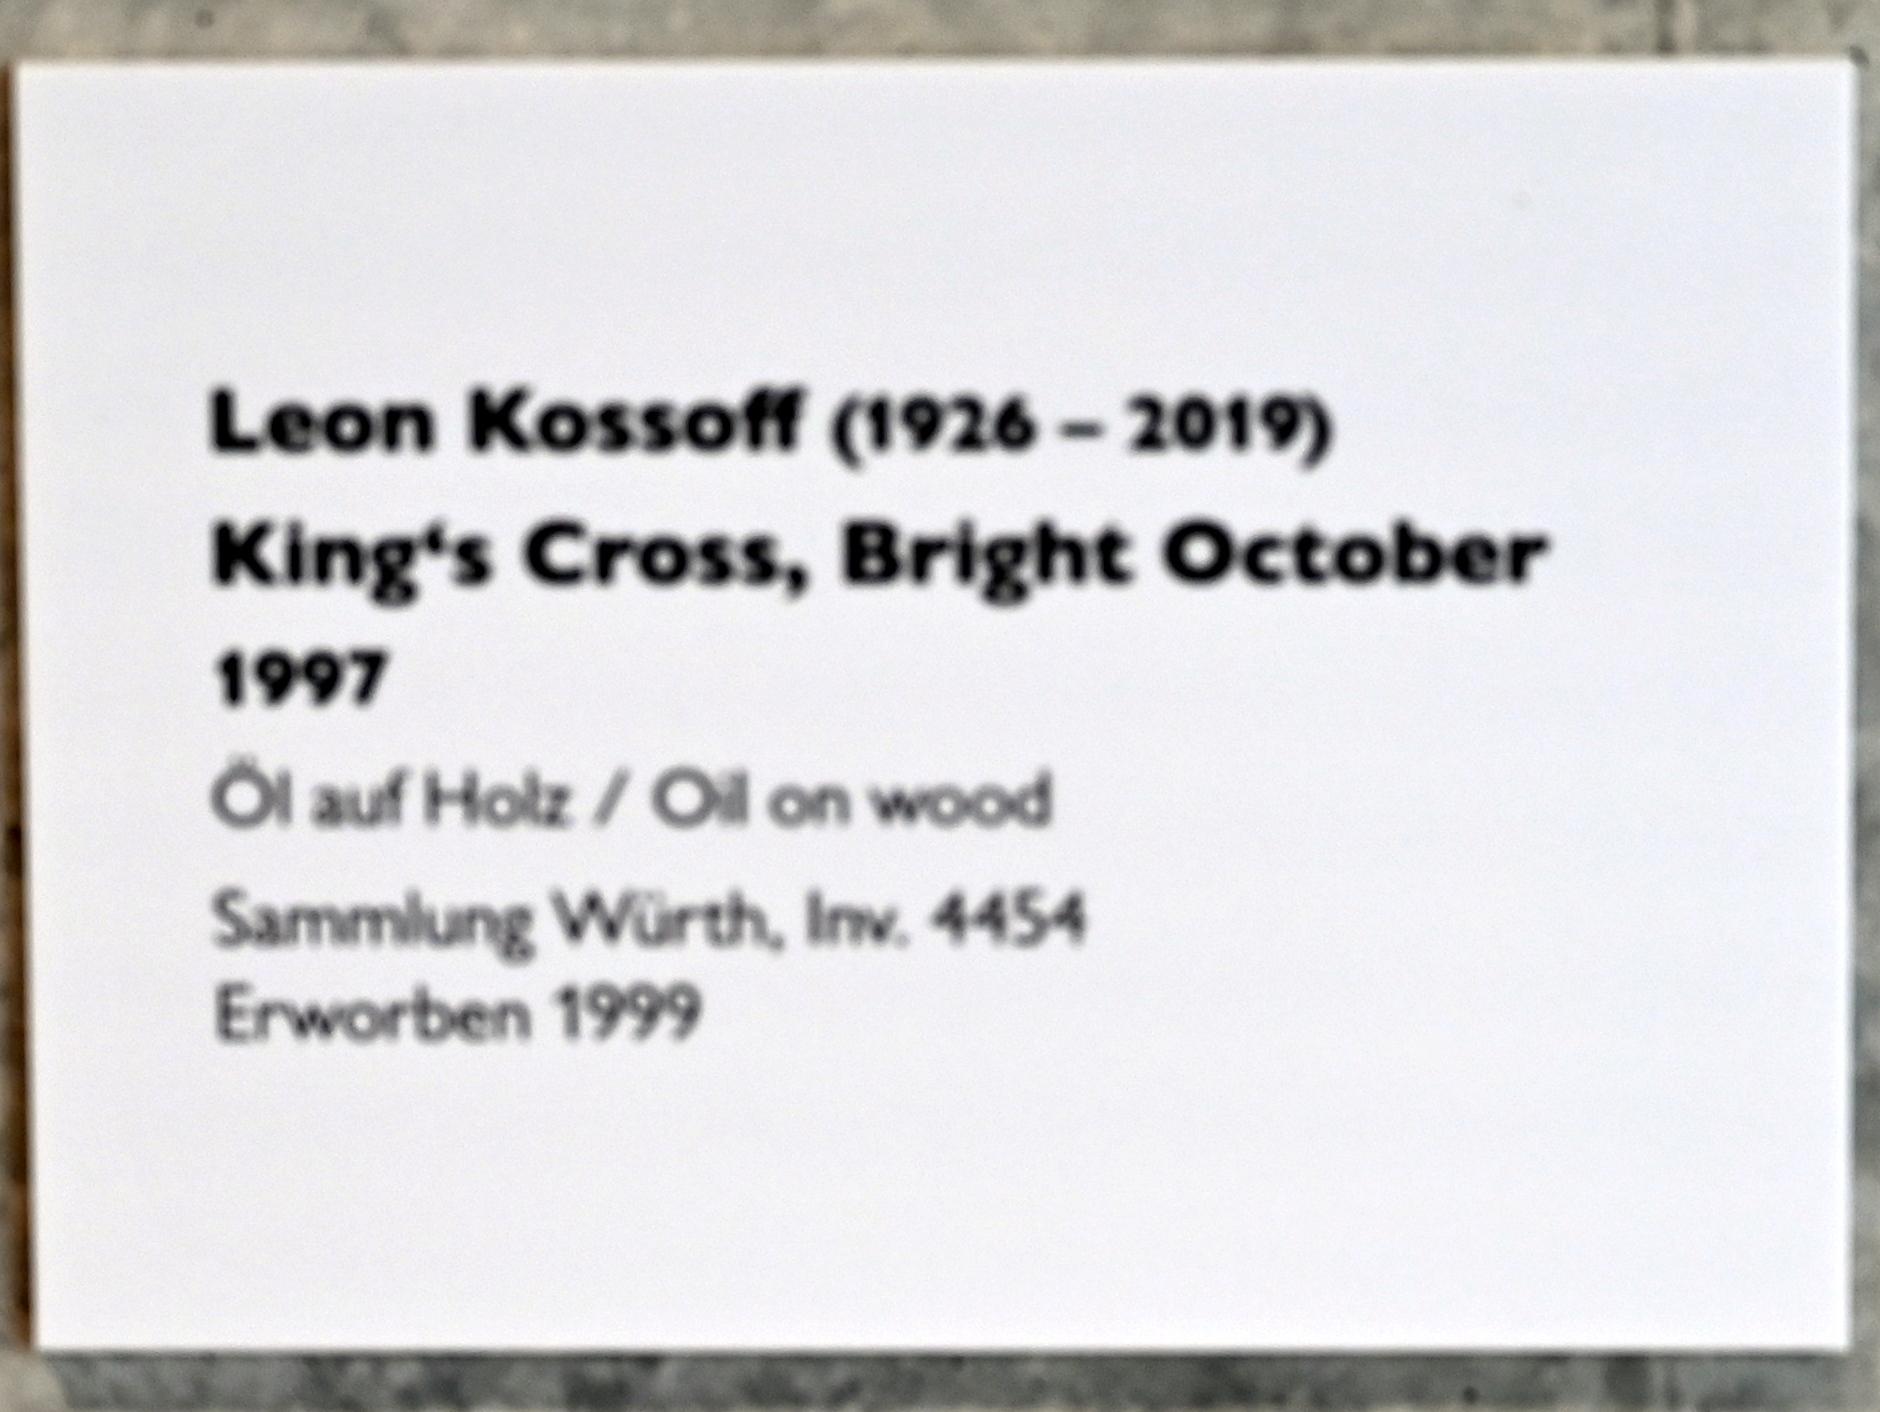 Leon Kossoff (1926 – 2019)
King‘s Cross, Bright October
1997
Öl auf Holz / Oil on wood
Sammlung Würth, Inv. 4454
Erworben 1999